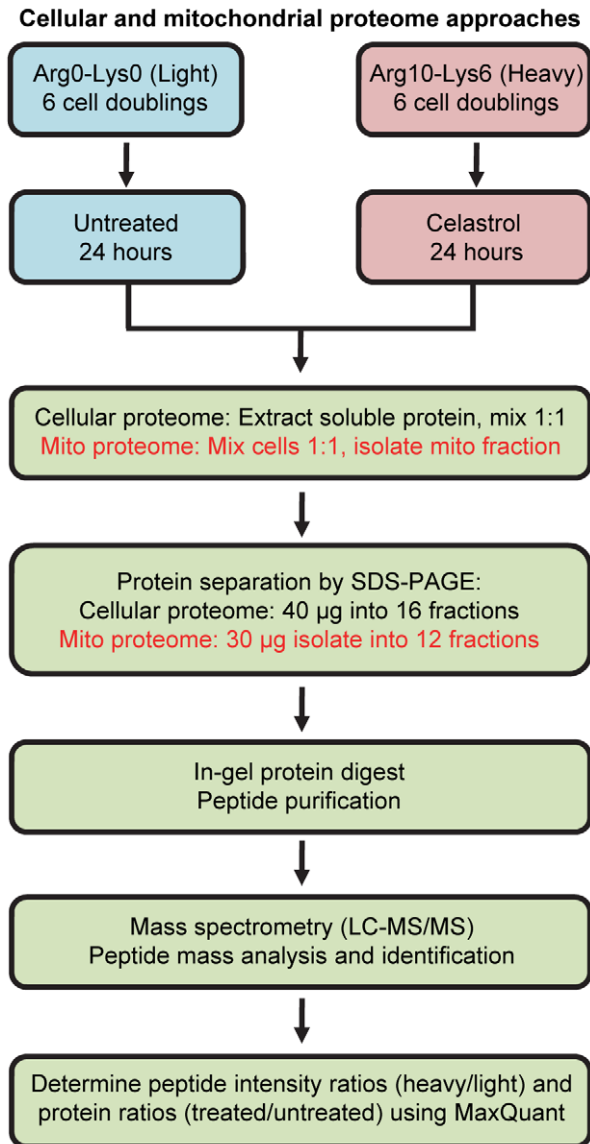 Cellular and mitochondrial proteome approaches
Arg0-Lys0 (Light)
6 cell doublings
Arg10-Lys6 (Heavy)
6 cell doublings
Untreated
24 hours
Celastrol
24 hours
Cellular proteome: Extract soluble protein, mix 1:1
Mito proteome: Mix cells 1:1, isolate mito fraction
Protein separation by SDS-PAGE:
Cellular proteome: 40 µg into 16 fractions
Mito proteome: 30 µg isolate into 12 fractions
In-gel protein digest
Peptide purification
Mass spectrometry (LC-MS/MS)
Peptide mass analysis and identification
Determine peptide intensity ratios (heavy/light) and
protein ratios (treated/untreated) using MaxQuant